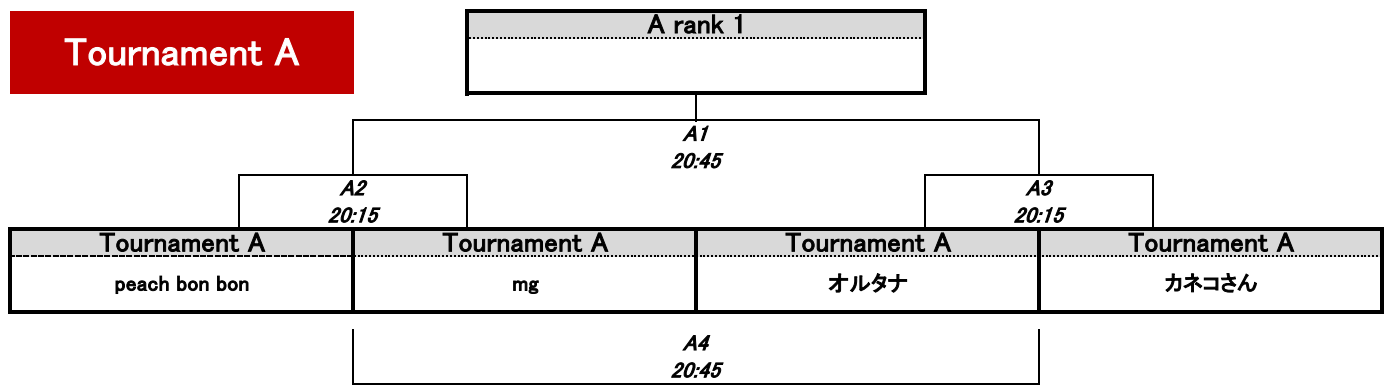 Tournament A
A rank 1
A1
20:45
A2
20:15
A3
20:15
Tournament A
Tournament A
Tournament A
Tournament A
peach bon bon
mg
オルタナ
カネコさん
A4
20:45